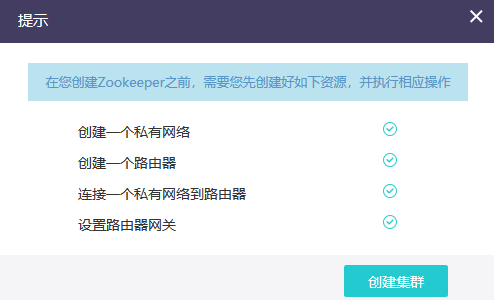 提示
在您创建Zookeeper之前，需要您先创建好如下资源，并执行相应操作
创建一个私有网络
创建一个路由器
连接一个私有网络到路由器
设置路由器网关
创建集群